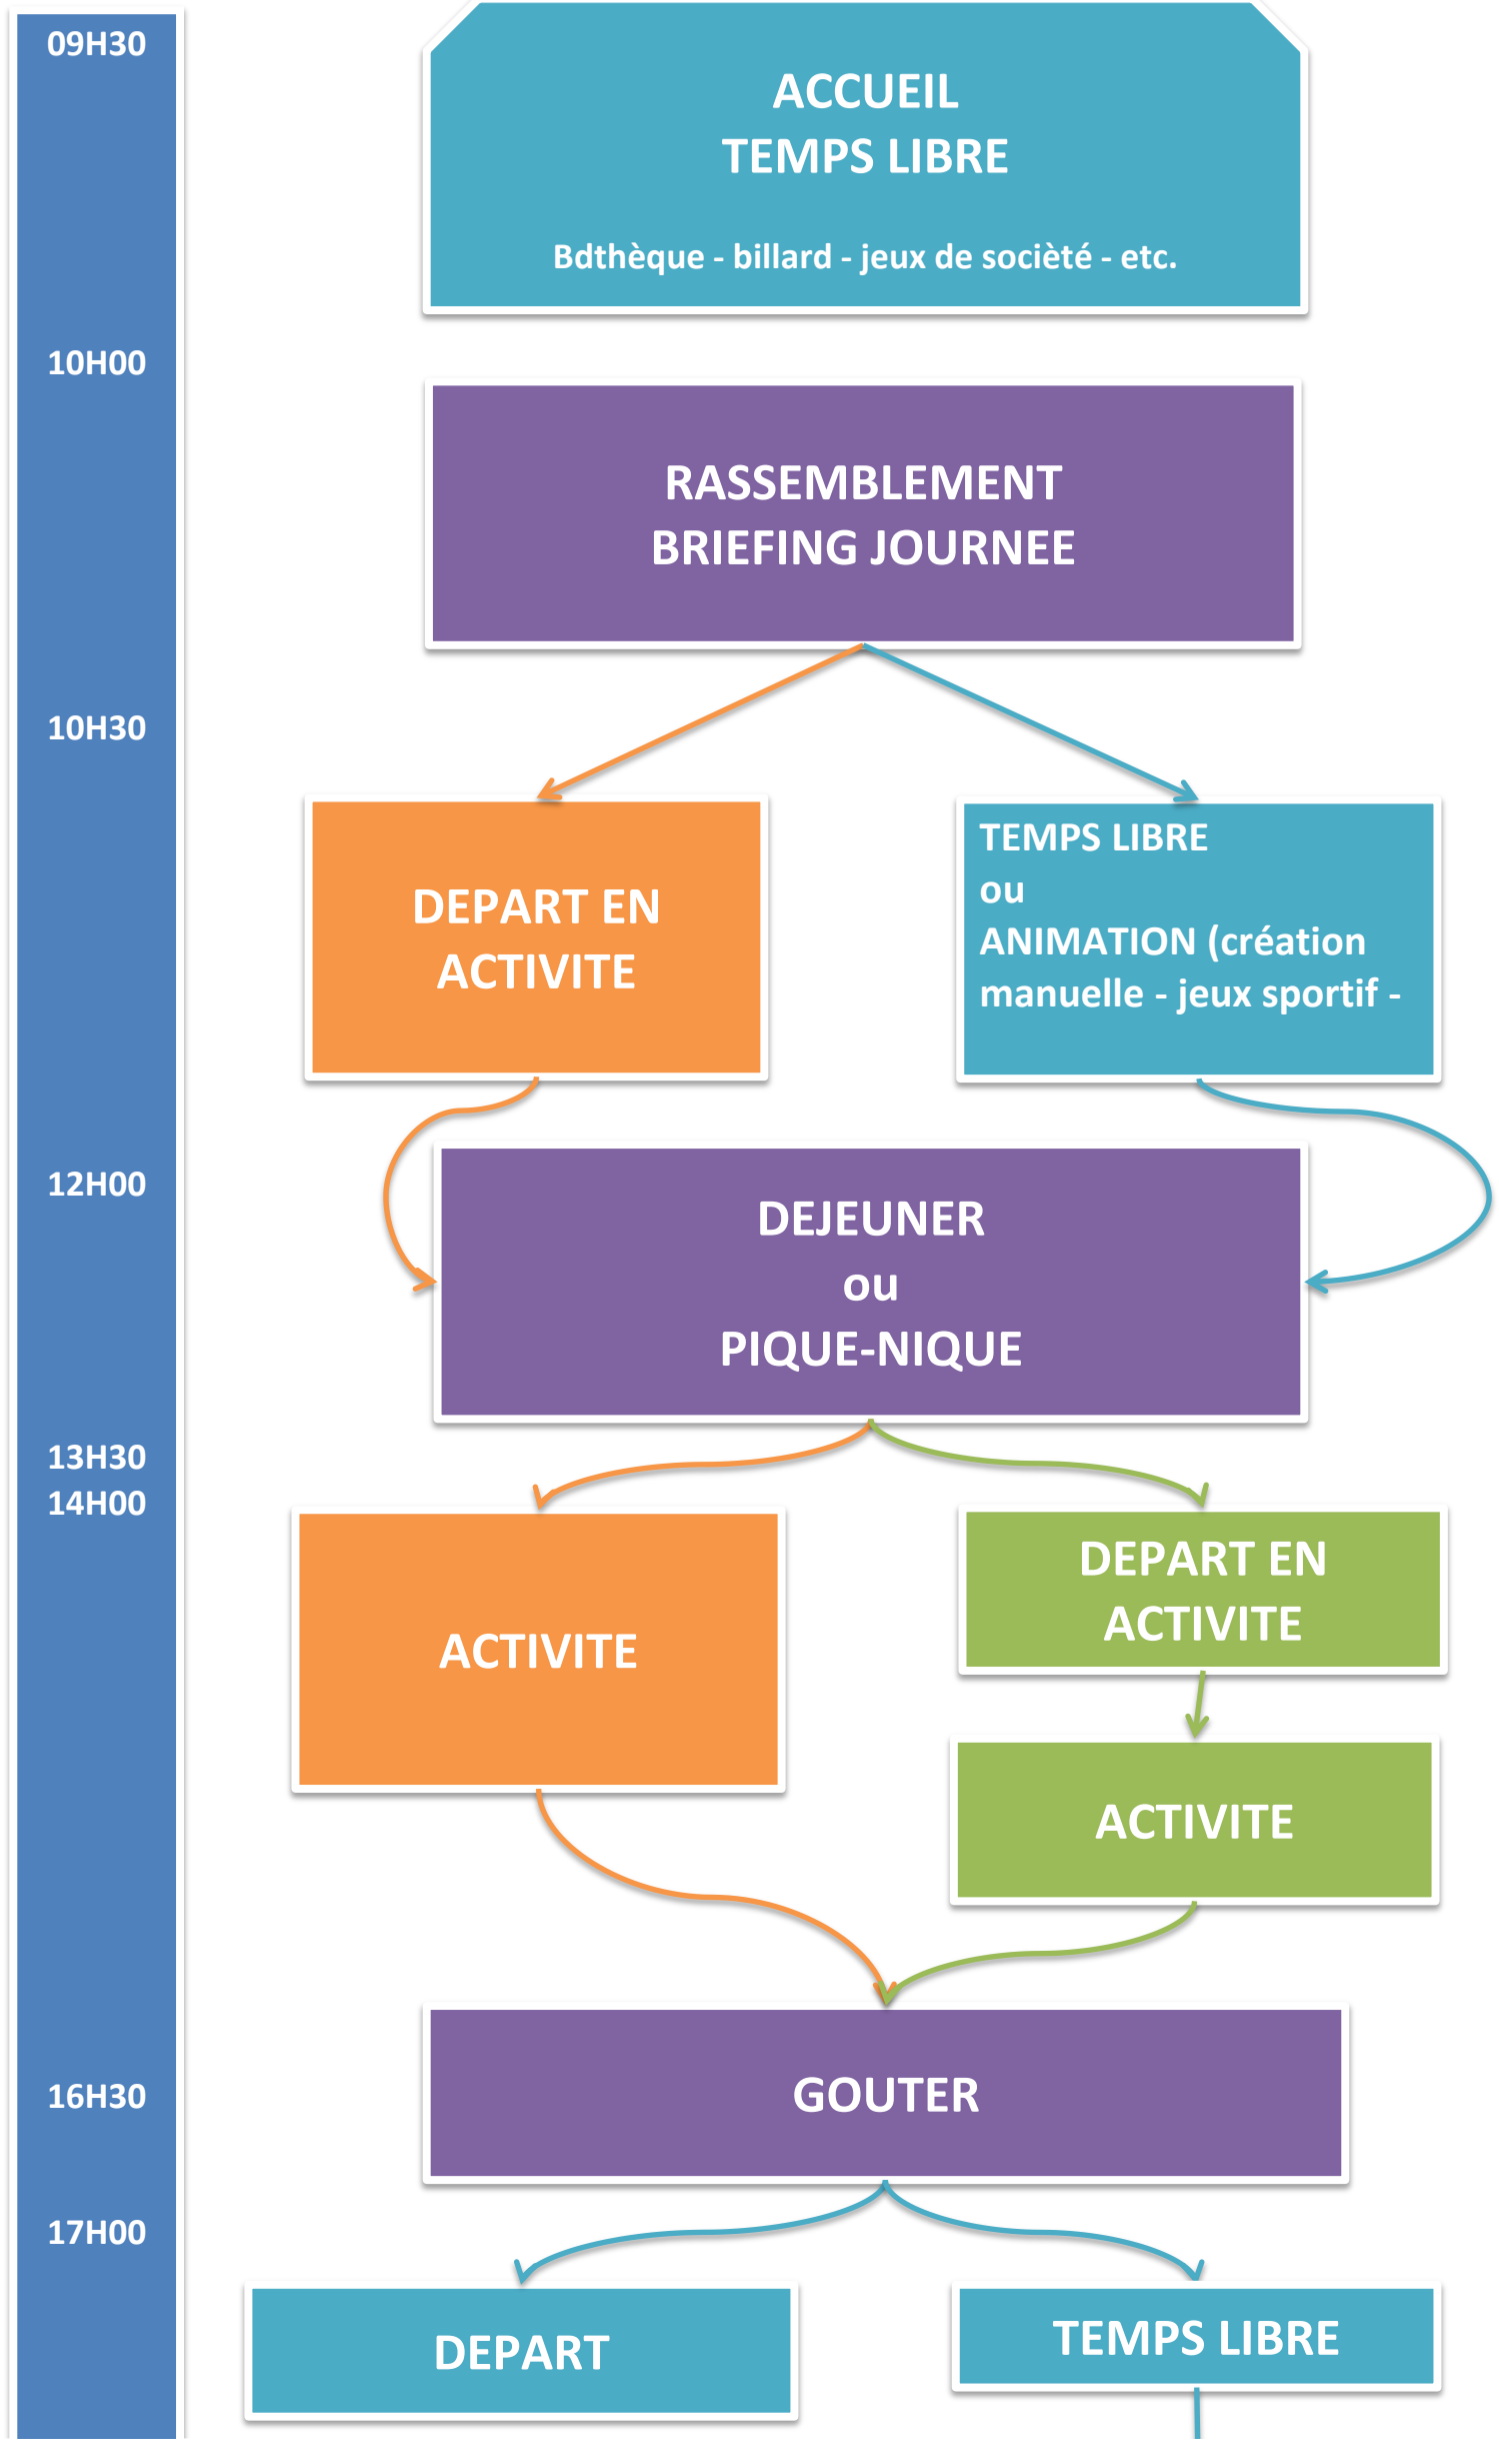 09H30
ACCUEIL
TEMPS LIBRE
Bdthèque - billard - jeux de socièté - etc.
10H00
RASSEMBLEMENT
BRIEFING JOURNEE
10H30
DEPART EN
ACTIVITE
TEMPS LIBRE
ou
ANIMATION (création
manuelle - jeux sportif -
12H00
DEJEUNER
ou
PIQUE-NIQUE
13H30
14H00
ACTIVITE
DEPART EN
ACTIVITE
ACTIVITE
16H30
GOUTER
17H00
DEPART
TEMPS LIBRE